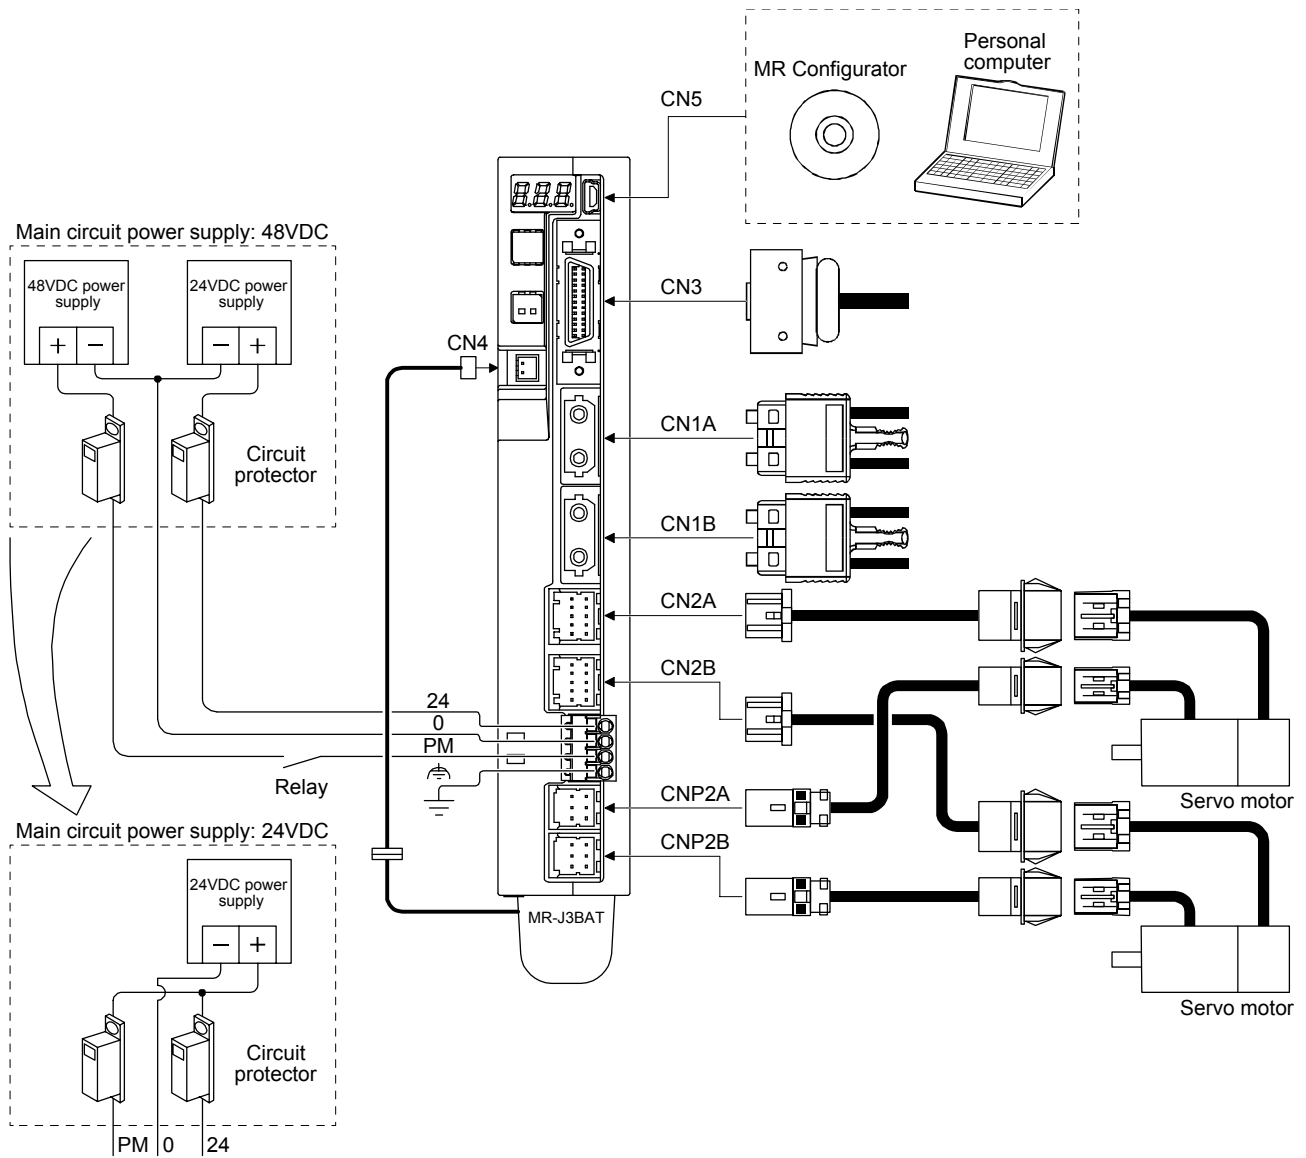 Personal
computer
MR Configurator
CN5
Main circuit power supply: 48VDC
48VDC power
supply
24VDC power
supply
+ −
− +
CN3
CN4
Circuit
protector
CN1A
CN1B
CN2A
CN2B
24
0
PM
Relay
CNP2A
Servo motor
Main circuit power supply: 24VDC
CNP2B
24VDC power
supply
− +
MR-J3BAT
Servo motor
Circuit
protector
PM 0 24